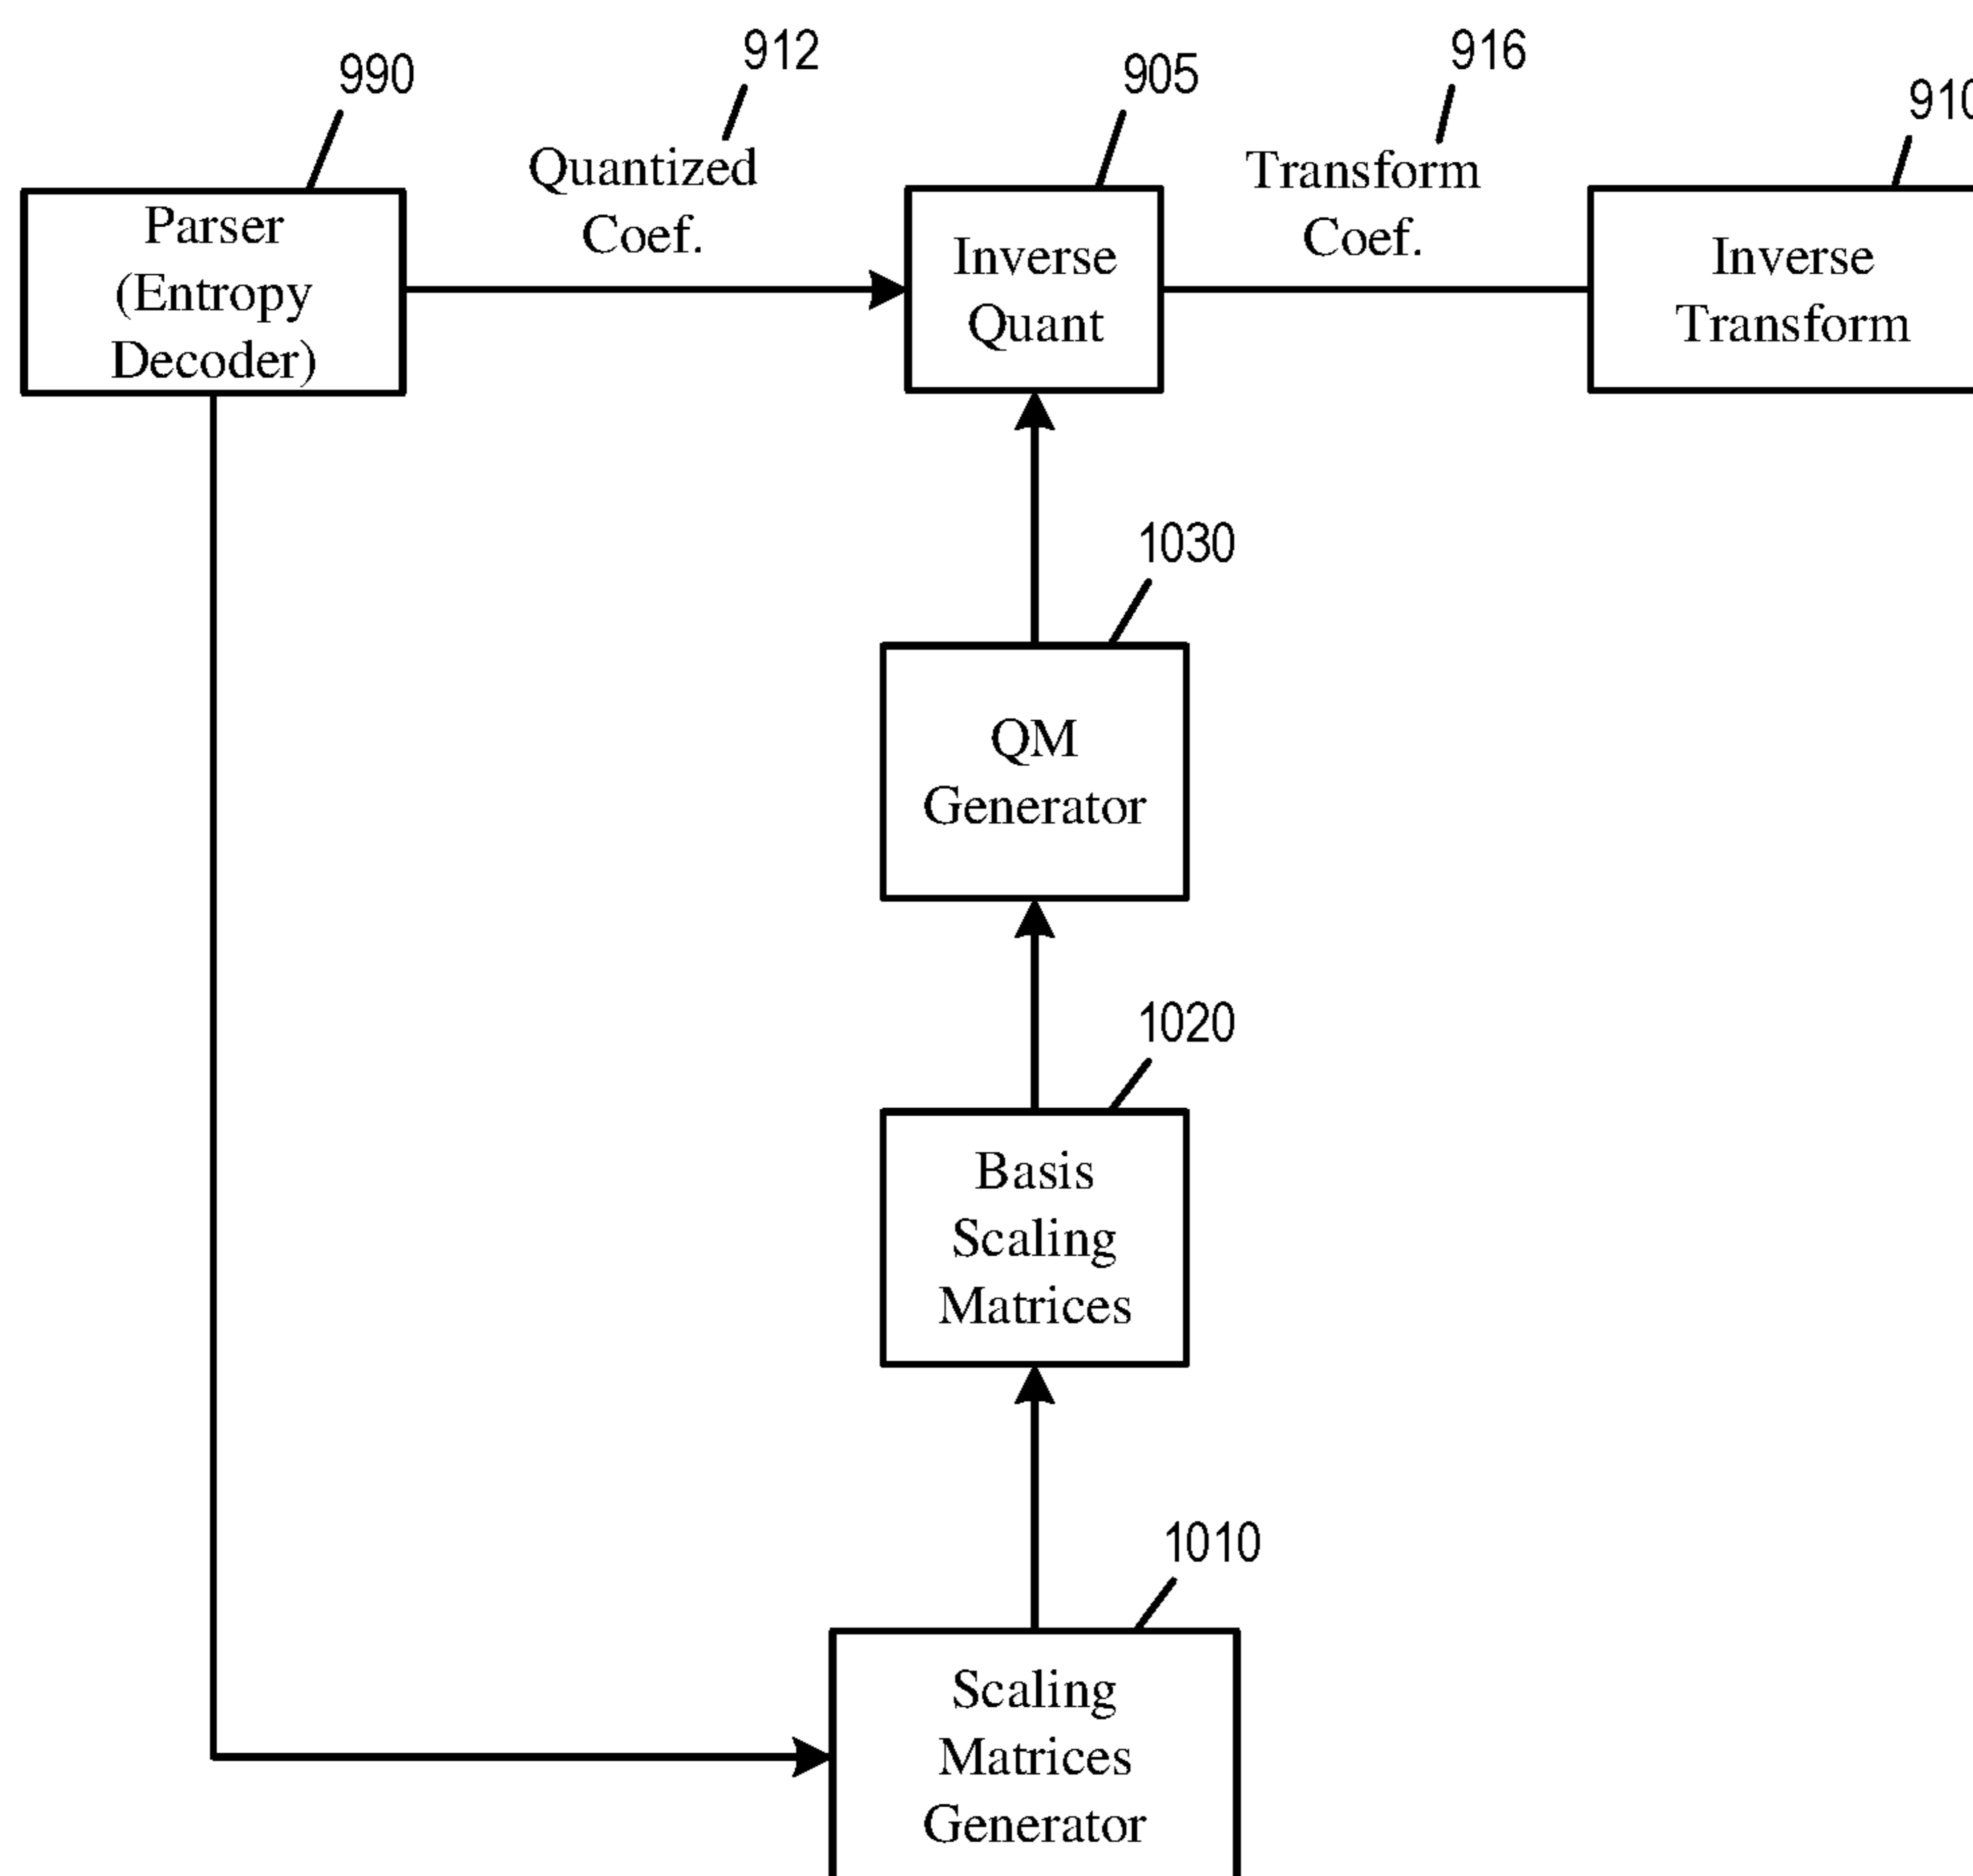 990
912
905
916
910
Parser
(Entropy
Decoder)
Quantized
Coef.
Inverse
Quant
Transform
Coef.
Inverse
Transform
1030
QM
Generator
1020
Basis
Scaling
Matrices
1010
Scaling
Matrices
Generator